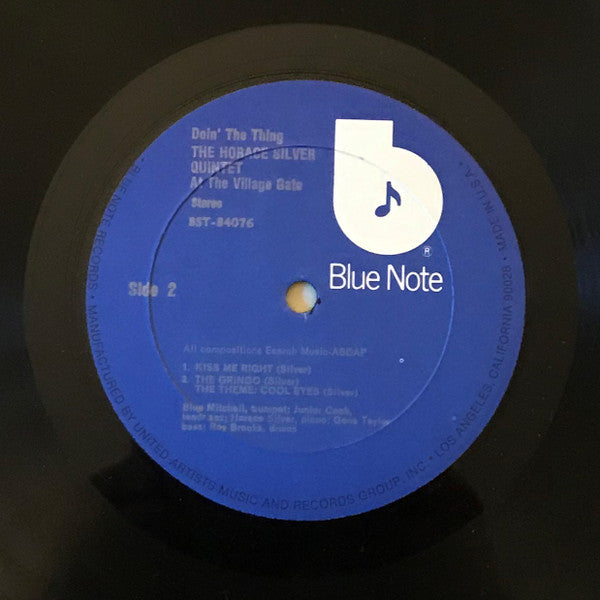 Doin' The Thing
THE HORACE SILVER
QUINTET
At The Village Gate
Stereo
BST-84076
b
®
Blue Note
Side 2
All compositions Ecaroh Music-ASCAP
1. KISS ME RIGHT (Silver)
2. THE GRINGO (Silver)
THE THEME: COOL EYES (Silver)
Blue Mitchell, trumpet; Junior Cook,
tenor sax; Horace Silver, piano; Gene Taylor,
bass; Roy Brooks, drums
BLUE NOTE RECORDS • MANUFACTURED BY UNITED ARTISTS MUSIC AND RECORDS GROUP, INC • LOS ANGELES, CALIFORNIA 90028 • MADE IN U.S.A. •